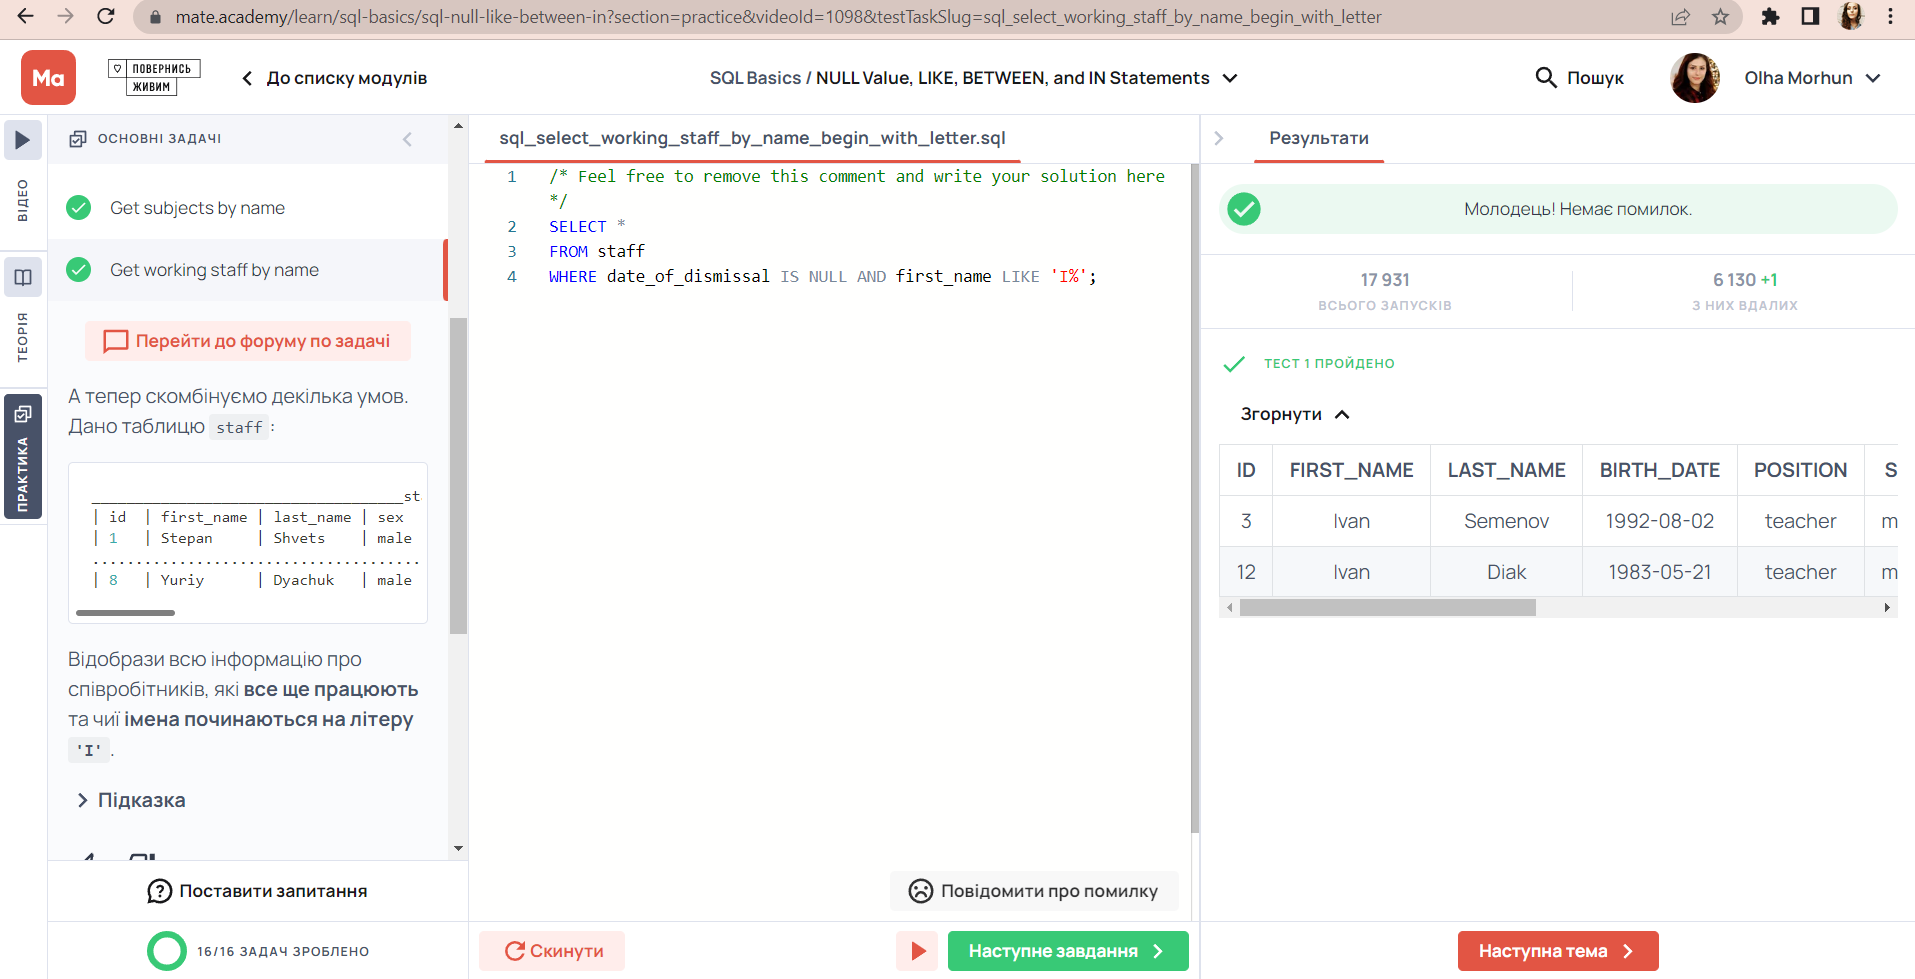 mate.academy/learn/sql-basics/sql-null-like-between-in?section=practice&videoId=1098&testTaskSlug=sql_select_working_staff_by_name_begin_with_letter
Ma
ПОВЕРНИСЬ
ЖИВИМ
До списку модулів
SQL Basics / NULL Value, LIKE, BETWEEN, and IN Statements
Пошук
Olha Morhun
ВІДЕО
ТЕОРІЯ
ПРАКТИКА
ОСНОВНІ ЗАДАЧІ
Get subjects by name
Get working staff by name
Перейти до форуму по задачі
А тепер скомбінуємо декілька умов.
Дано таблицю staff:
____________________________________st
| id | first_name | last_name | sex
| 1 | Stepan | Shvets | male
......................................
| 8 | Yuriy | Dyachuk | male
Відобрази всю інформацію про
співробітників, які все ще працюють
та чиї імена починаються на літеру
'I'.
Підказка
Поставити запитання
16/16 ЗАДАЧ ЗРОБЛЕНО
sql_select_working_staff_by_name_begin_with_letter.sql
1 /* Feel free to remove this comment and write your solution here
*/
2 SELECT *
3 FROM staff
4 WHERE date_of_dismissal IS NULL AND first_name LIKE 'I%';
Повідомити про помилку
Скинути
Наступне завдання
Результати
Молодець! Немає помилок.
17 931
ВСЬОГО ЗАПУСКІВ
6 130 +1
З НИХ ВДАЛИХ
ТЕСТ 1 ПРОЙДЕНО
Згорнути
ID FIRST_NAME LAST_NAME BIRTH_DATE POSITION S
3 Ivan Semenov 1992-08-02 teacher m
12 Ivan Diak 1983-05-21 teacher m
Наступна тема